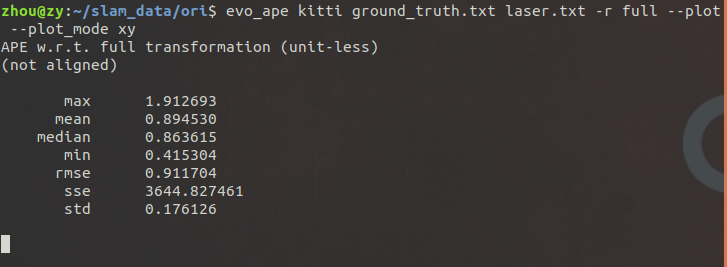 zhou@zy:~/slam_data/ori$ evo_ape kitti ground_truth.txt laser.txt -r full --plot
--plot_mode xy
APE w.r.t. full transformation (unit-less)
(not aligned)
max 1.912693
mean 0.894530
median 0.863615
min 0.415304
rmse 0.911704
sse 3644.827461
std 0.176126